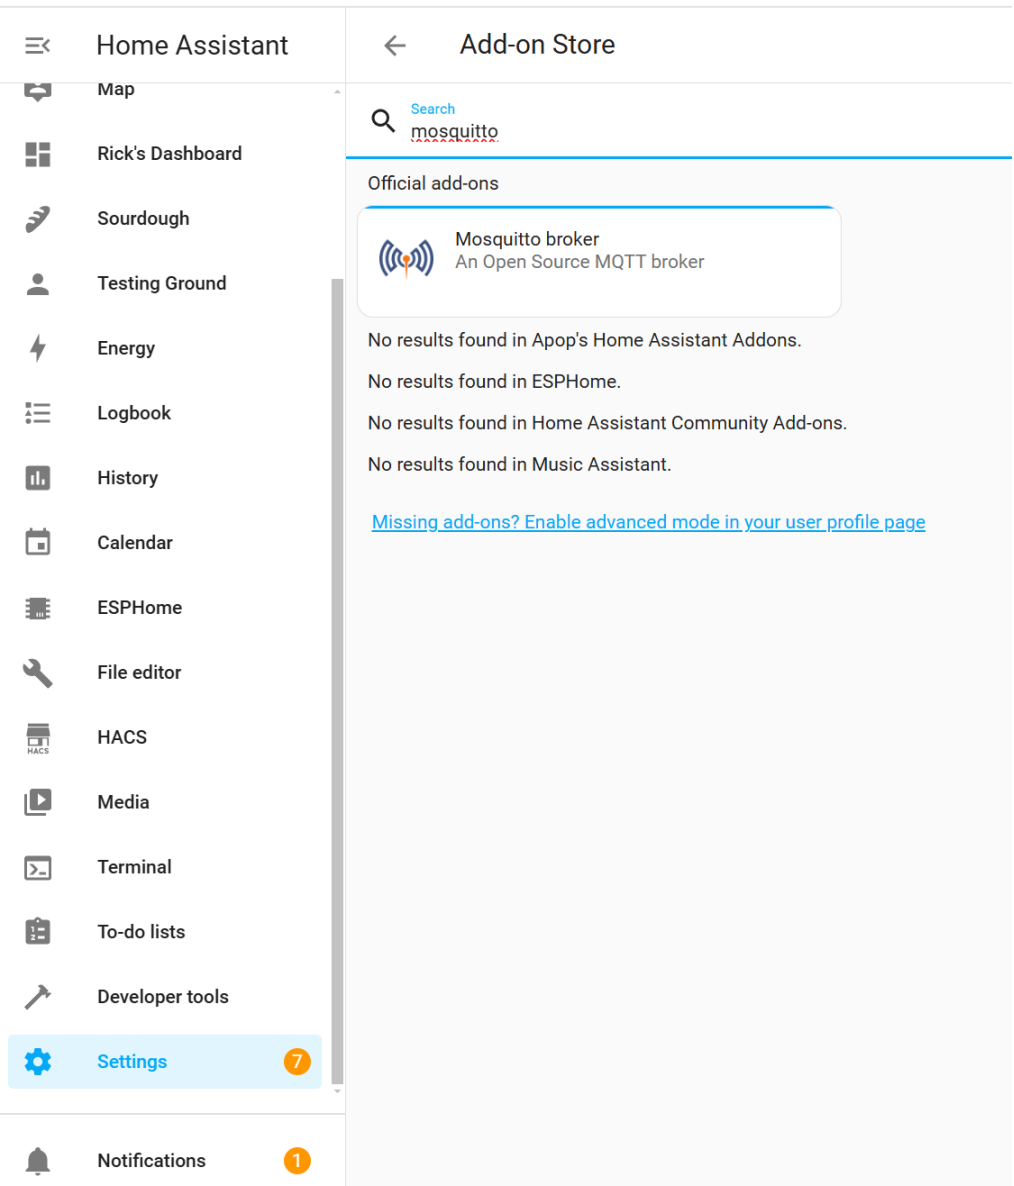 Home Assistant
Map
Rick's Dashboard
Sourdough
Testing Ground
Energy
Logbook
History
Calendar
ESPHome
File editor
HACS
HACS
Media
Terminal
To-do lists
Developer tools
Settings 7
Notifications 1
Add-on Store
Search
mosquitto
Official add-ons
Mosquitto broker
An Open Source MQTT broker
No results found in Apop's Home Assistant Addons.
No results found in ESPHome.
No results found in Home Assistant Community Add-ons.
No results found in Music Assistant.
Missing add-ons? Enable advanced mode in your user profile page